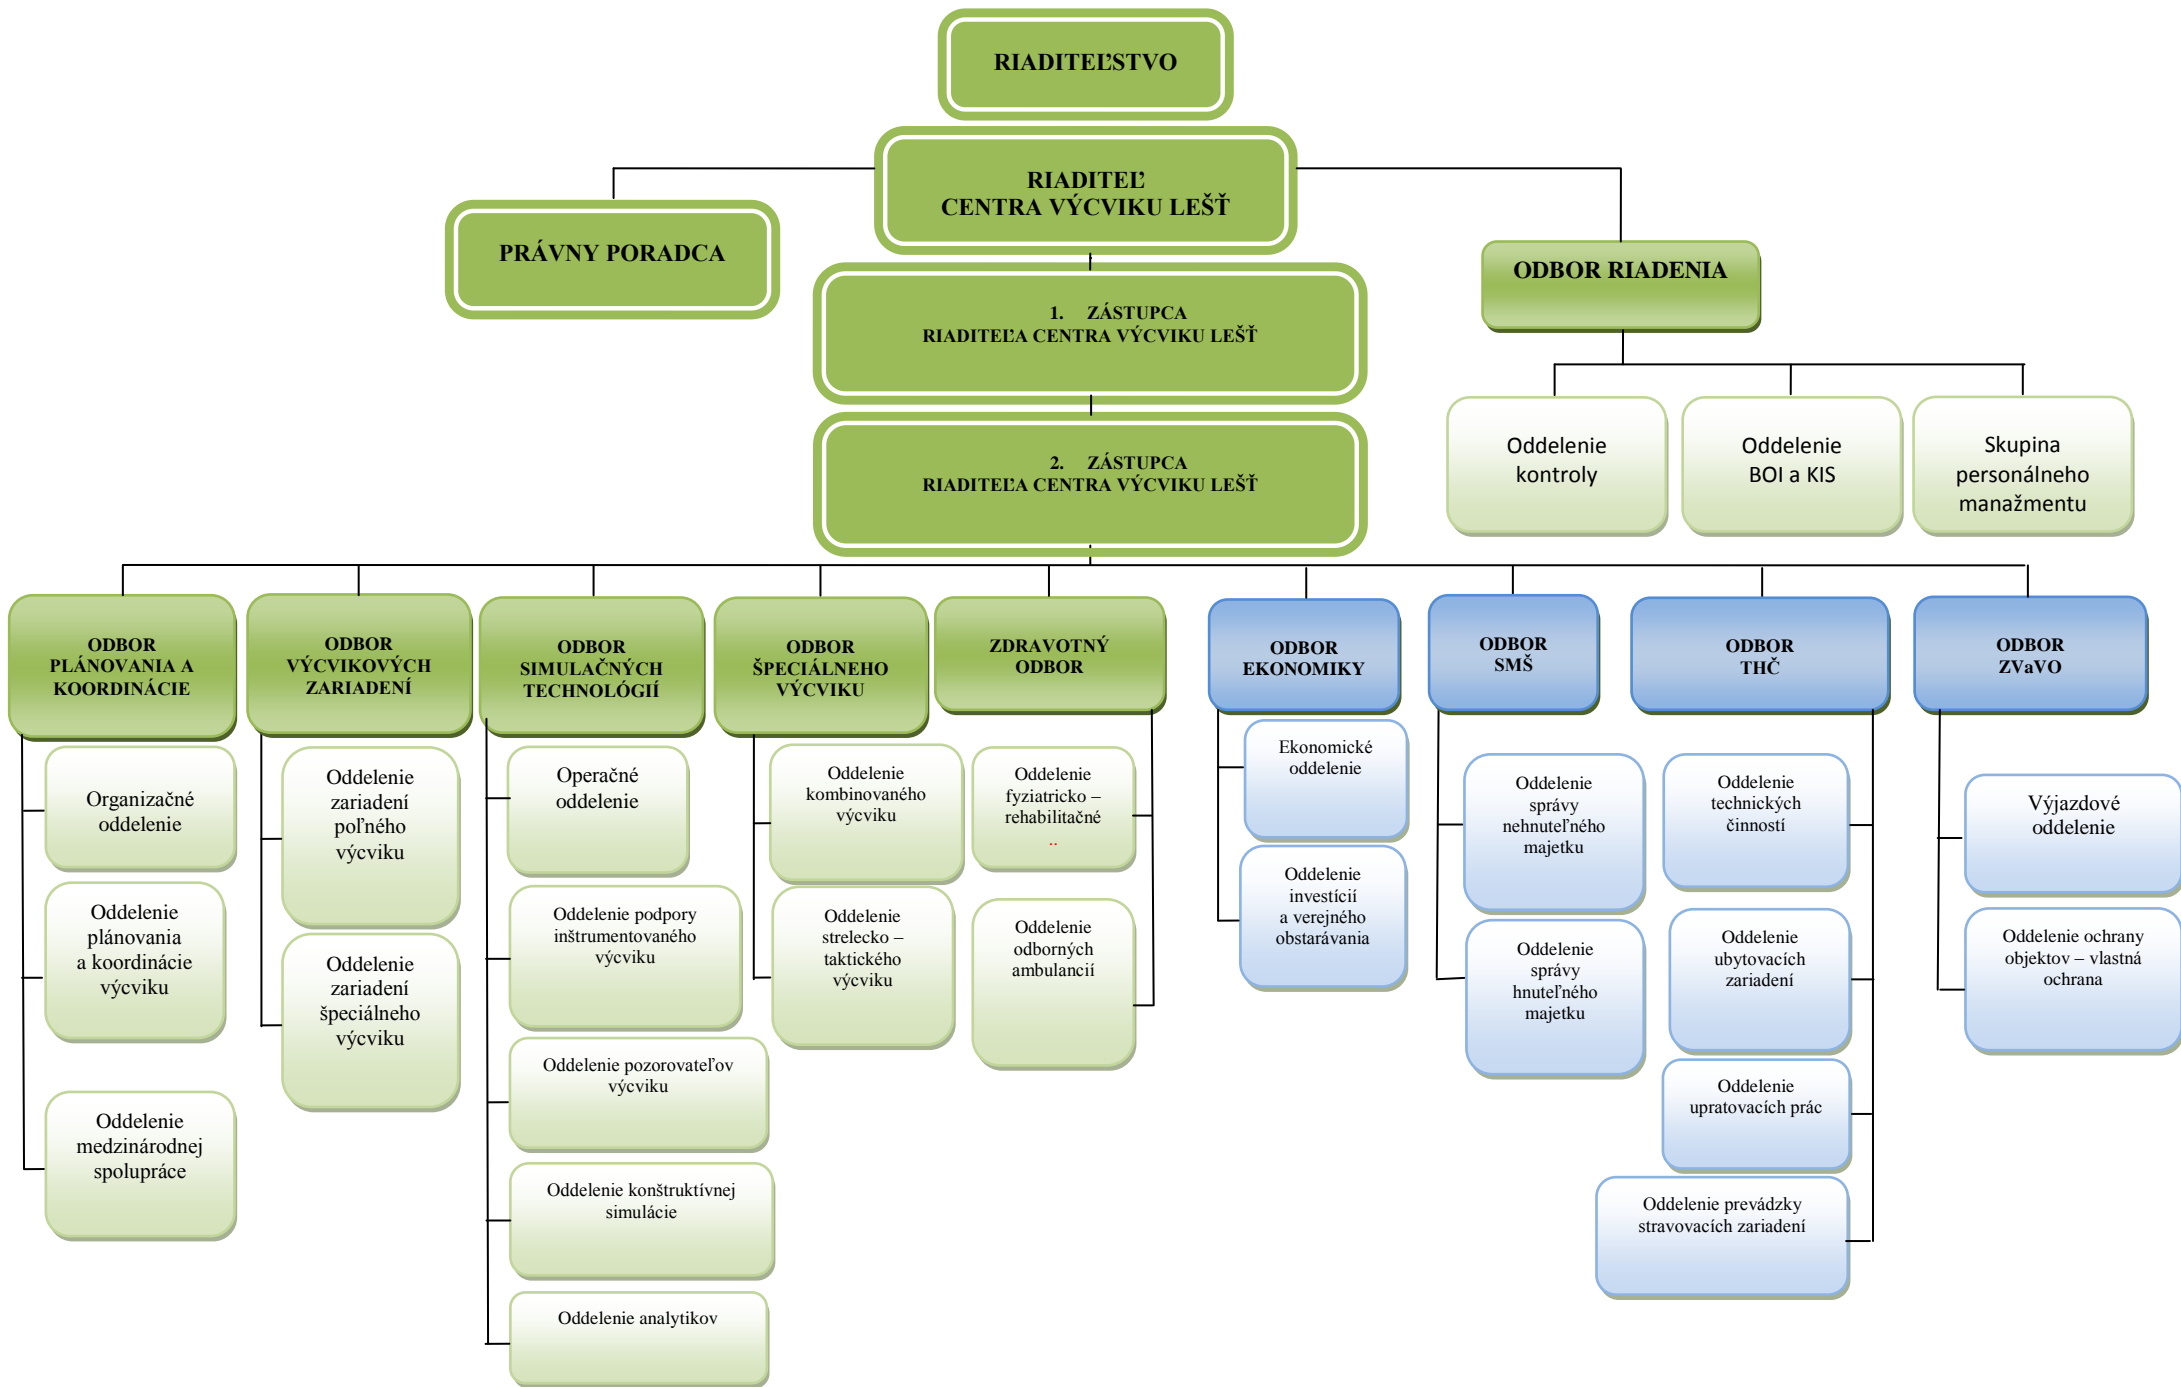 RIADITEĽSTVO
RIADITEĽ
CENTRA VÝCVIKU LEŠŤ
PRÁVNY PORADCA
ODBOR RIADENIA
1. ZÁSTUPCA
RIADITEĽA CENTRA VÝCVIKU LEŠŤ
2. ZÁSTUPCA
RIADITEĽA CENTRA VÝCVIKU LEŠŤ
Oddelenie
kontroly
Oddelenie
BOI a KIS
Skupina
personálneho
manažmentu
ODBOR
PLÁNOVANIA A
KOORDINÁCIE
ODBOR
VÝCVIKOVÝCH
ZARIADENÍ
ODBOR
SIMULAČNÝCH
TECHNOLÓGIÍ
ODBOR
ŠPECIÁLNEHO
VÝCVIKU
ZDRAVOTNÝ
ODBOR
ODBOR
EKONOMIKY
ODBOR
SMŠ
ODBOR
THČ
ODBOR
ZVaVO
Organizačné
oddelenie
Oddelenie
plánovania
a koordinácie
výcviku
Oddelenie
medzinárodnej
spolupráce
Oddelenie
zariadení
poľného
výcviku
Oddelenie
zariadení
špeciálneho
výcviku
Operačné
oddelenie
Oddelenie podpory
inštrumentovaného
výcviku
Oddelenie pozorovateľov
výcviku
Oddelenie konštruktívnej
simulácie
Oddelenie analytikov
Oddelenie
kombinovaného
výcviku
Oddelenie
strelecko –
taktického
výcviku
Oddelenie
fyziatricko –
rehabilitačné
..
Oddelenie
odborných
ambulancií
Ekonomické
oddelenie
Oddelenie
investícií
a verejného
obstarávania
Oddelenie
správy
nehnuteľného
majetku
Oddelenie
správy
hnuteľného
majetku
Oddelenie
technických
činností
Oddelenie
ubytovacích
zariadení
Oddelenie
upratovacích prác
Oddelenie prevádzky
stravovacích zariadení
Výjazdové
oddelenie
Oddelenie ochrany
objektov – vlastná
ochrana